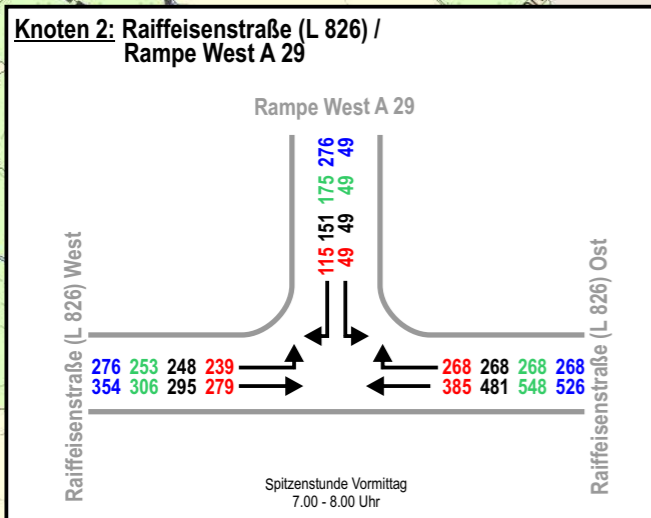 Knoten 2: Raiffeisenstraße (L 826) /
Rampe West A 29
Rampe West A 29
115 151 175 276
49 49 49 49
Raiffeisenstraße (L 826) West
276 253 248 239
354 306 295 279
268 268 268 268
385 481 548 526
Raiffeisenstraße (L 826) Ost
Spitzenstunde Vormittag
7.00 - 8.00 Uhr